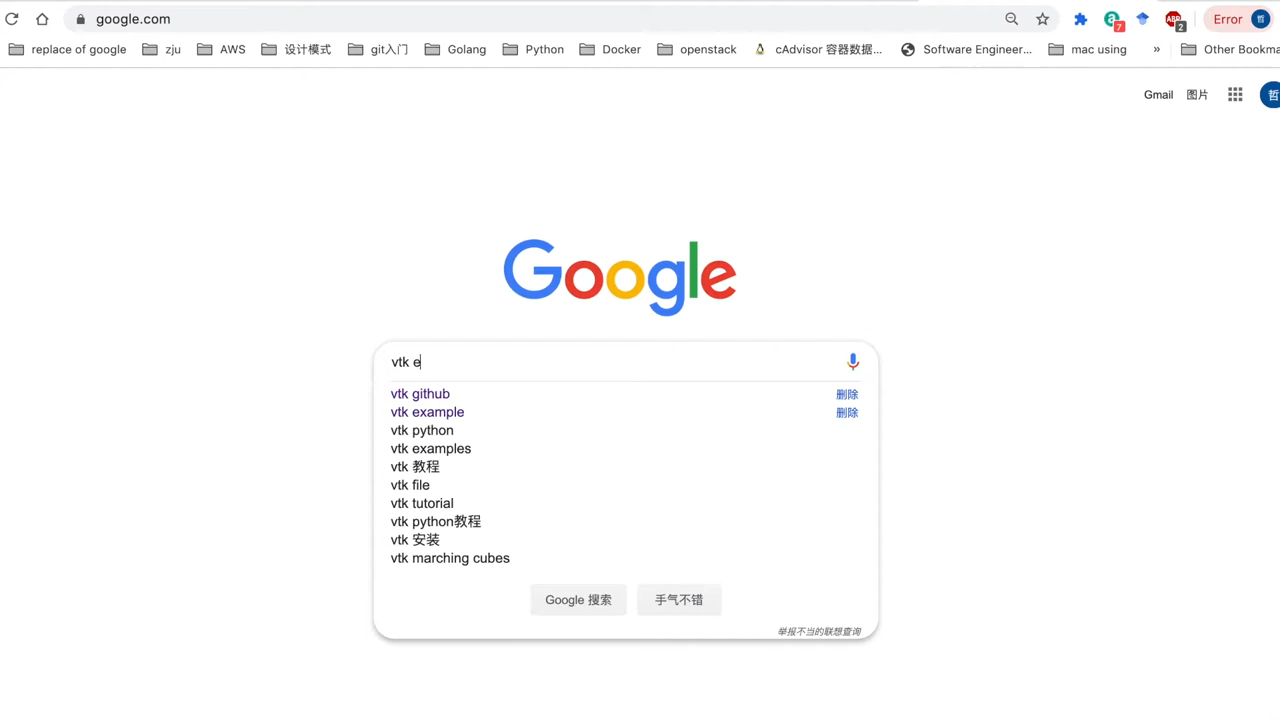 google.com
7
2
Error 哲
replace of google zju AWS 设计模式 git入门 Golang Python Docker openstack cAdvisor 容器数据... Software Engineer... mac using » Other Bookma
Gmail 图片 哲
Google
vtk e
vtk github 删除
vtk example 删除
vtk python
vtk examples
vtk 教程
vtk file
vtk tutorial
vtk python教程
vtk 安装
vtk marching cubes
Google 搜索 手气不错
举报不当的联想查询